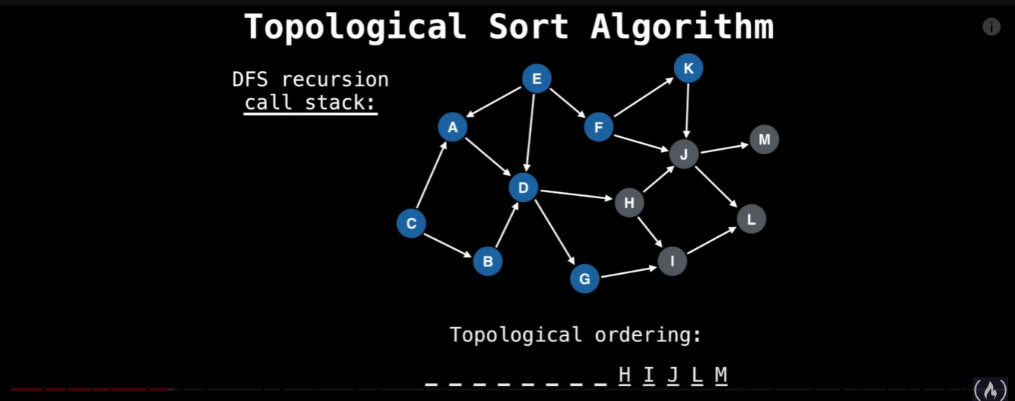 Topological Sort Algorithm
DFS recursion
call stack:
E
K
A
F
M
J
D
H
C
L
B
I
G
Topological ordering:
_ _ _ _ _ _ _ _ H I J L M